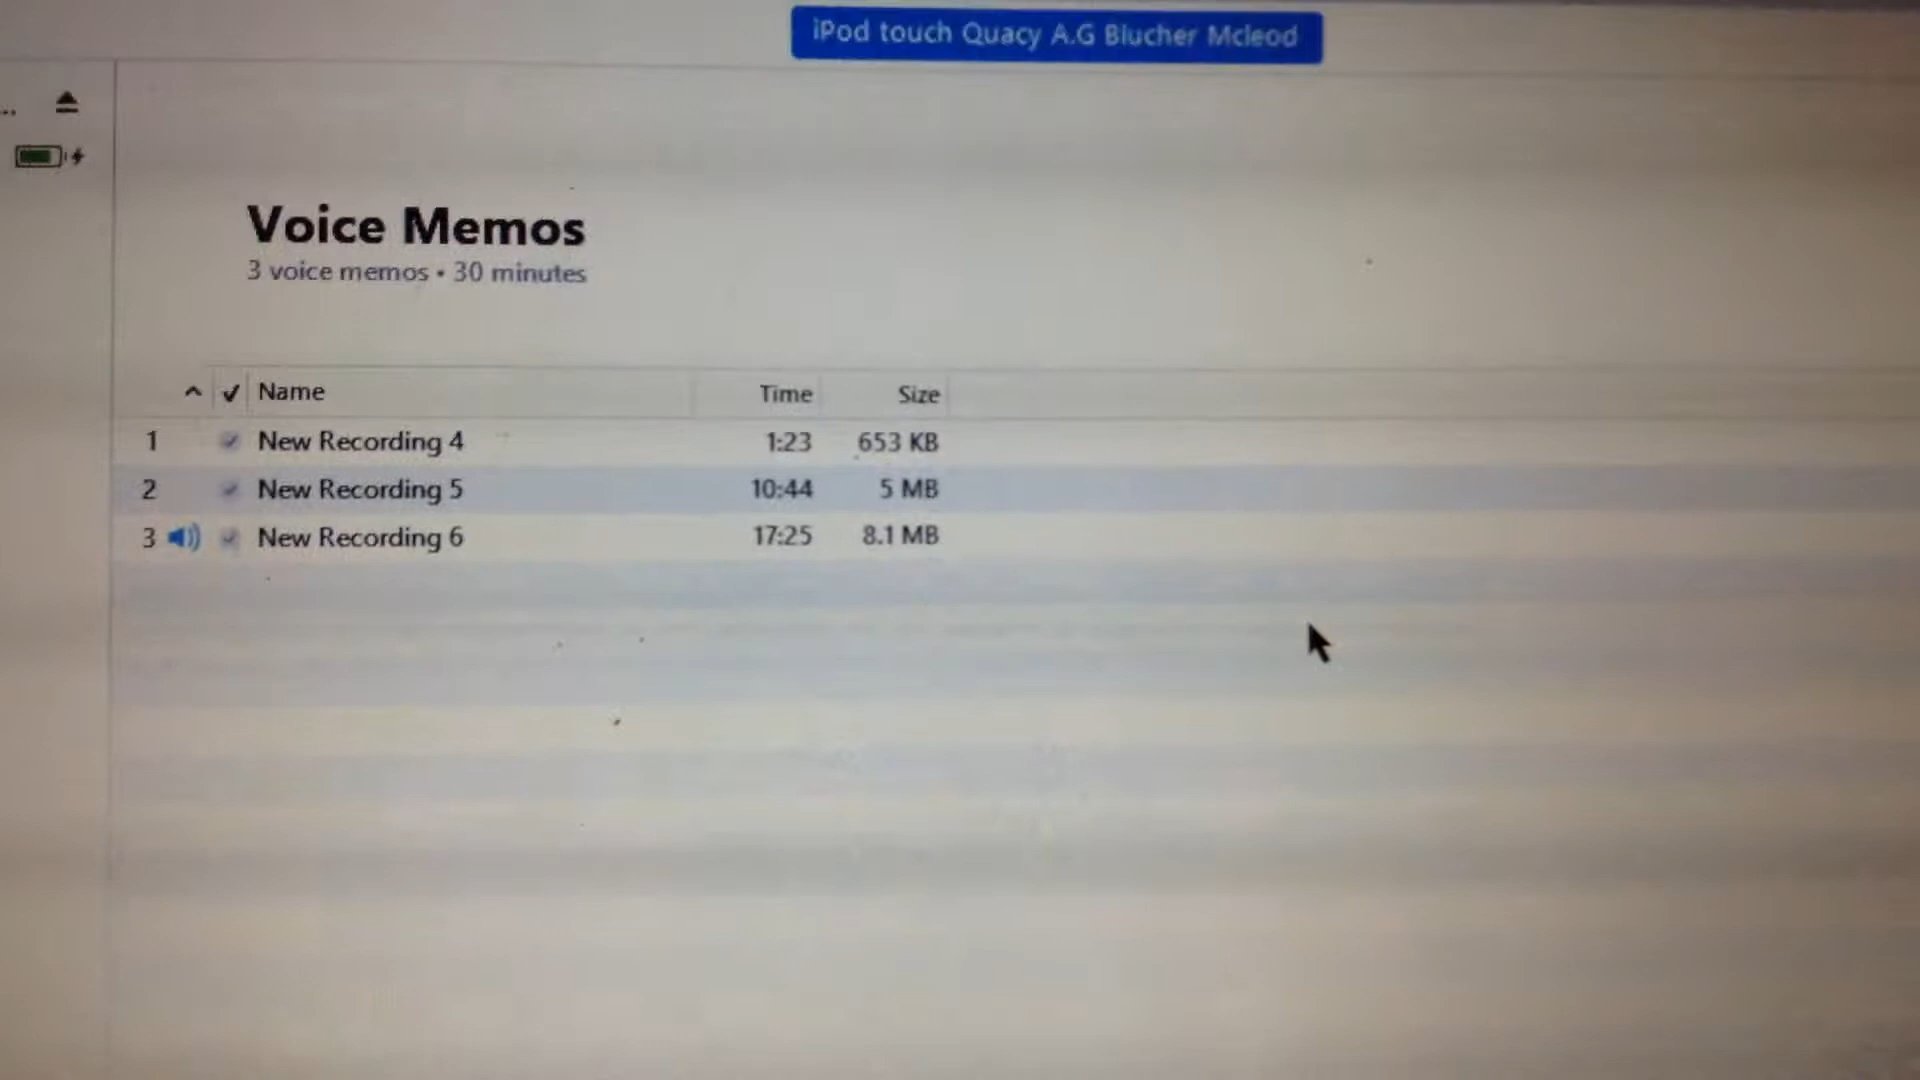 iPod touch Quacy A.G Blucher Mcleod
Voice Memos
3 voice memos • 30 minutes
Name Time Size
1 New Recording 4 1:23 653 KB
2 New Recording 5 10:44 5 MB
3 New Recording 6 17:25 8.1 MB